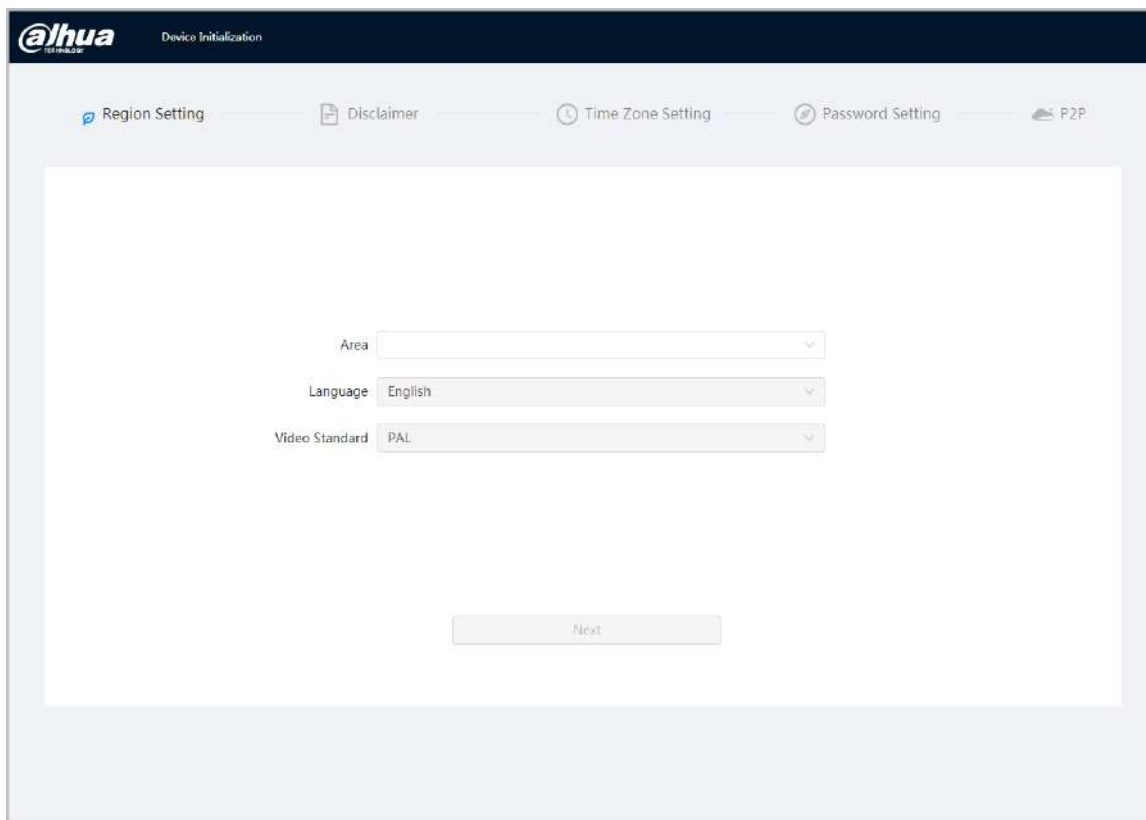 alhua
TECHNOLOGY
Device Initialization
Region Setting
Disclaimer
Time Zone Setting
Password Setting
P2P
Area
Language English
Video Standard PAL
Next